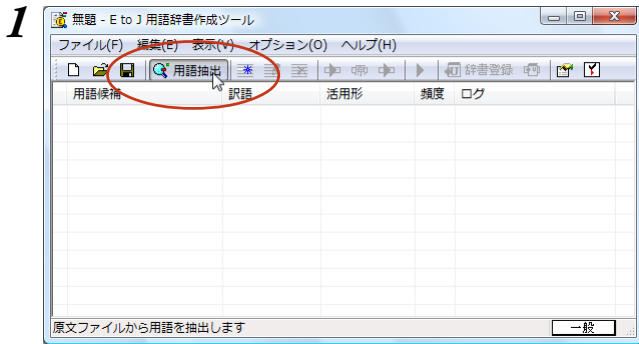 1
無題 - E to J 用語辞書作成ツール
ファイル(F) 編集(E) 表示(V) オプション(O) ヘルプ(H)
用語抽出 辞書登録
用語候補 訳語 活用形 頻度 ログ
原文ファイルから用語を抽出します 一般